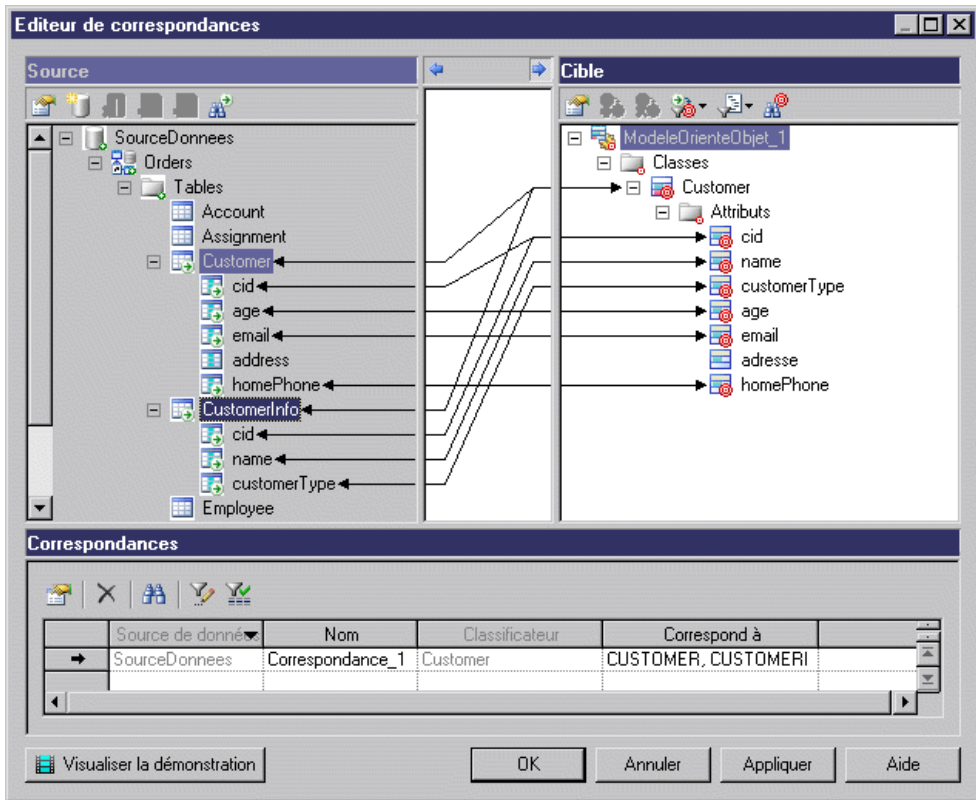 Editeur de correspondances
Source
Cible
SourceDonnees
Orders
Tables
Account
Assignment
Customer
cid
age
email
address
homePhone
CustomerInfo
cid
name
customerType
Employee
ModeleOrienteObjet_1
Classes
Customer
Attributs
cid
name
customerType
age
email
adresse
homePhone
Correspondances
Source de données Nom Classificateur Correspond à
SourceDonnees Correspondance_1 Customer CUSTOMER, CUSTOMERI
Visualiser la démonstration OK Annuler Appliquer Aide